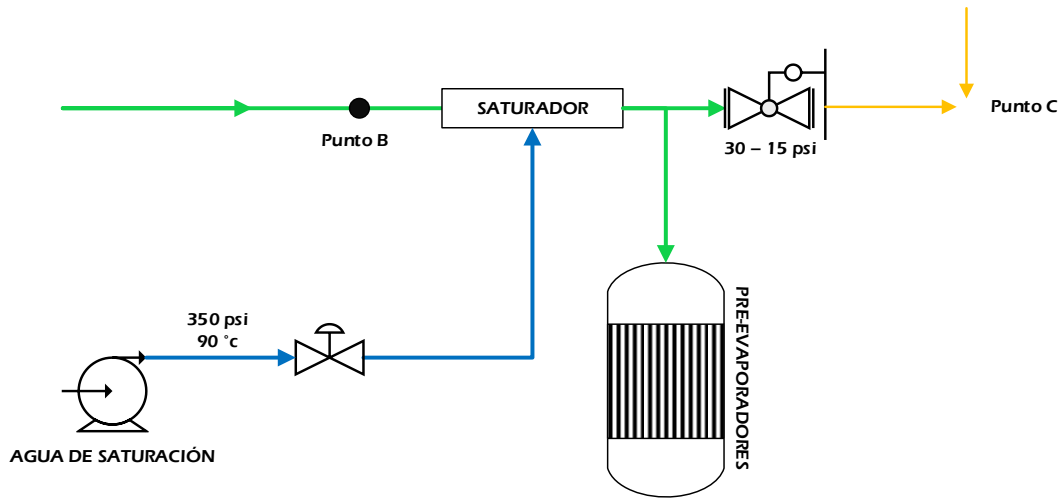 SATURADOR
Punto B
30 – 15 psi
Punto C
350 psi
90 °c
AGUA DE SATURACIÓN
PRE-EVAPORADORES